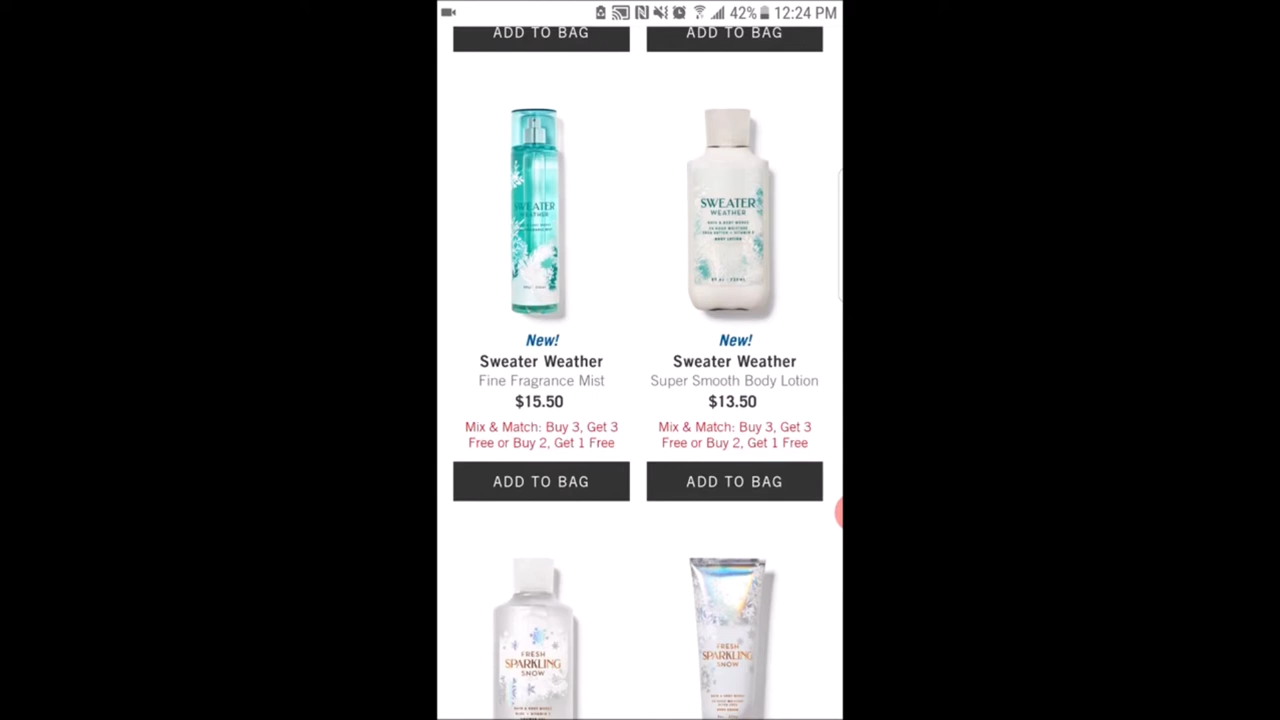 42% 12:24 PM
ADD TO BAG ADD TO BAG
SWEATER
WEATHER
SWEATER
WEATHER
BODY LOTION
New! New!
Sweater Weather Sweater Weather
Fine Fragrance Mist Super Smooth Body Lotion
$15.50 $13.50
Mix & Match: Buy 3, Get 3 Mix & Match: Buy 3, Get 3
Free or Buy 2, Get 1 Free Free or Buy 2, Get 1 Free
ADD TO BAG ADD TO BAG
FRESH
SPARKLING
SNOW
FRESH
SPARKLING
SNOW